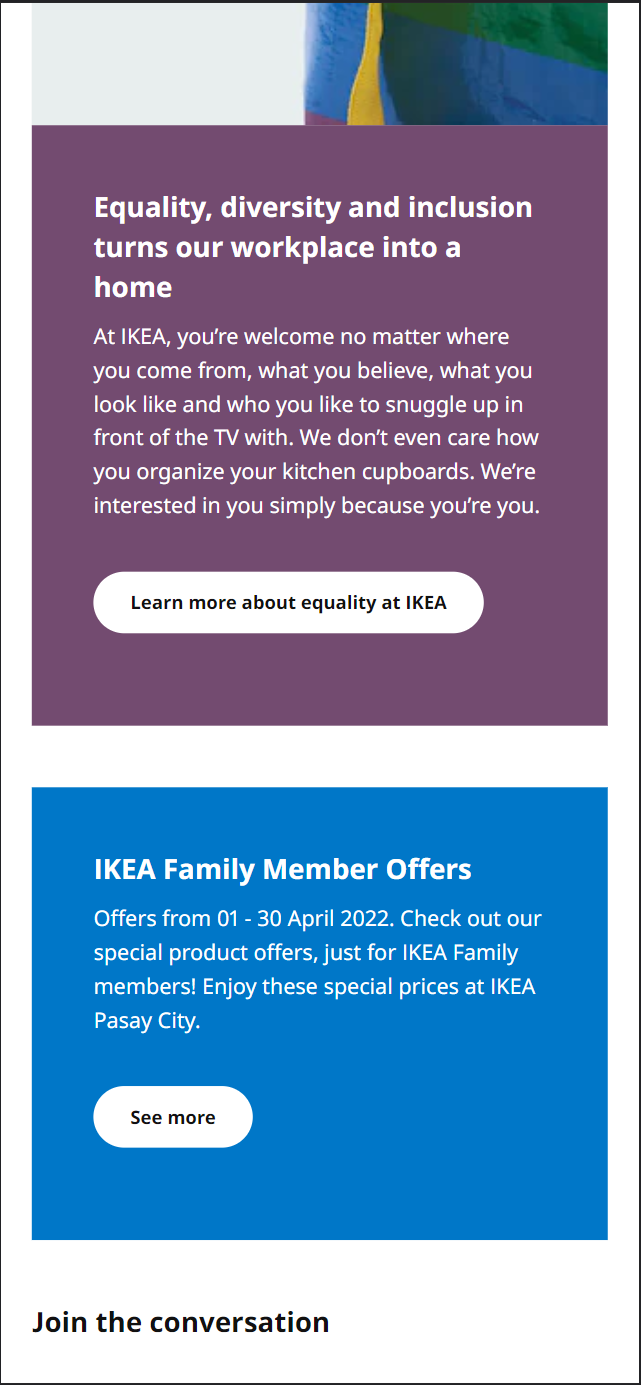 Equality, diversity and inclusion
turns our workplace into a
home
At IKEA, you’re welcome no matter where
you come from, what you believe, what you
look like and who you like to snuggle up in
front of the TV with. We don’t even care how
you organize your kitchen cupboards. We’re
interested in you simply because you’re you.
Learn more about equality at IKEA
IKEA Family Member Offers
Offers from 01 - 30 April 2022. Check out our
special product offers, just for IKEA Family
members! Enjoy these special prices at IKEA
Pasay City.
See more
Join the conversation